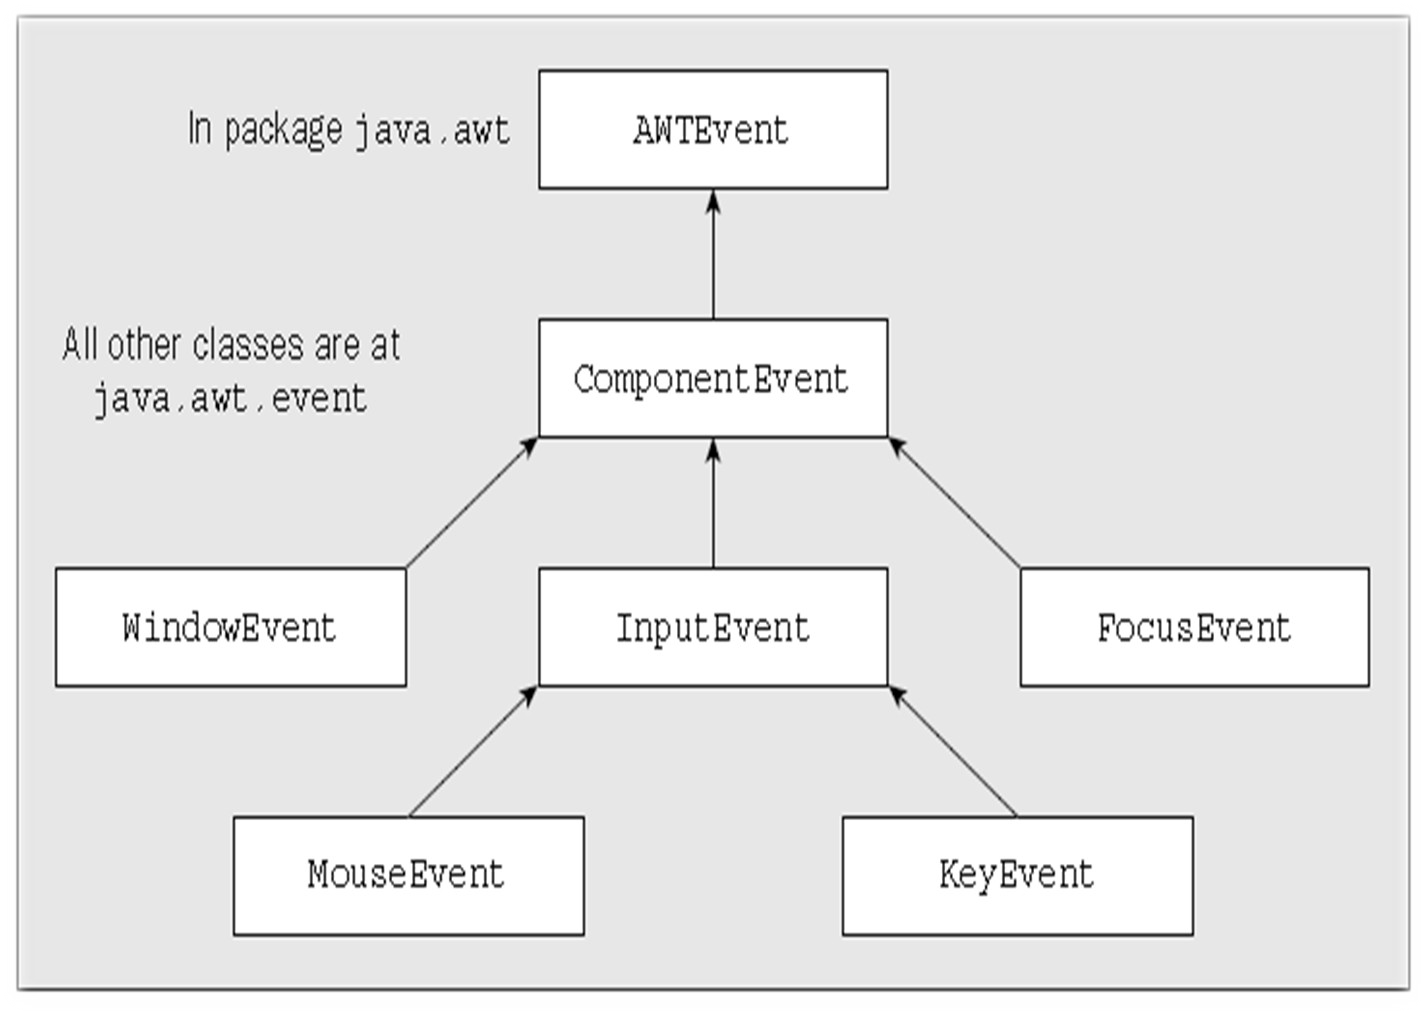 In package java.awt
AWTEvent
All other classes are at
java.awt.event
ComponentEvent
WindowEvent
InputEvent
FocusEvent
MouseEvent
KeyEvent